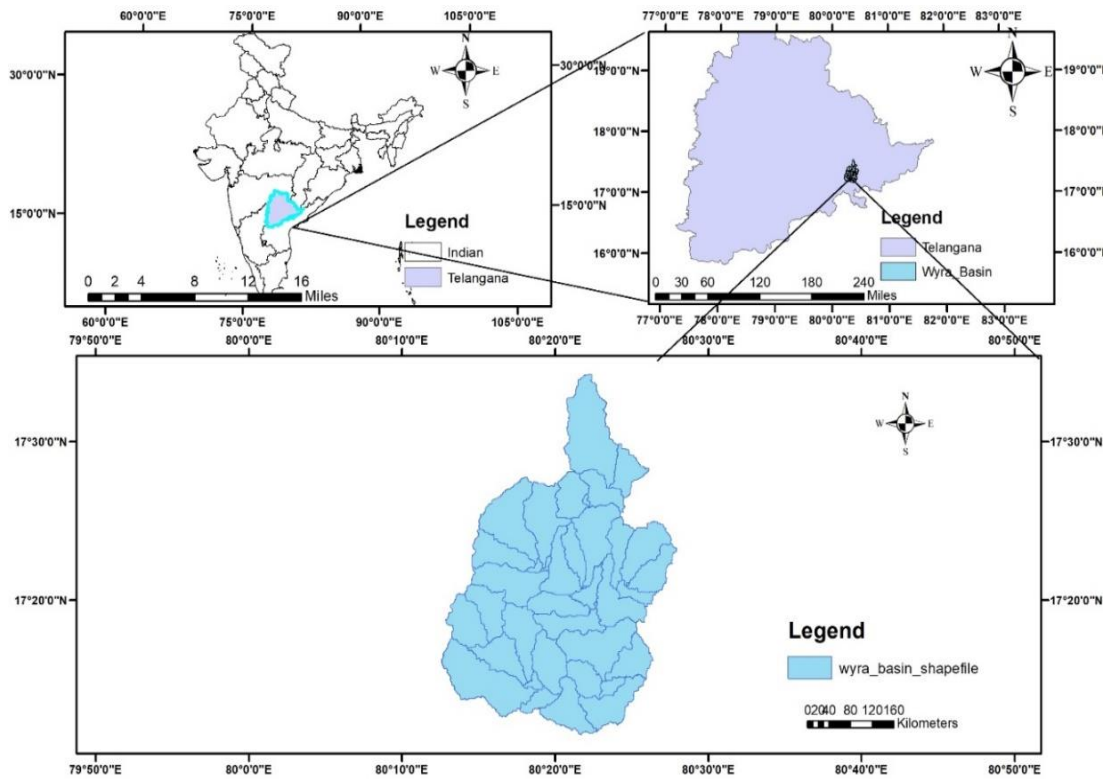 60°0'0"E 75°0'0"E 90°0'0"E 105°0'0"E
30°0'0"N
15°0'0"N
30°0'0"N
15°0'0"N
N
W E
S
Legend
Indian
Telangana
0 2 4 8 12 16
Miles
60°0'0"E 75°0'0"E 90°0'0"E 105°0'0"E
77°0'0"E 78°0'0"E 79°0'0"E 80°0'0"E 81°0'0"E 82°0'0"E 83°0'0"E
19°0'0"N
18°0'0"N
17°0'0"N
16°0'0"N
19°0'0"N
18°0'0"N
17°0'0"N
16°0'0"N
N
W E
S
Legend
Telangana
Wyra_Basin
0 30 60 120 180 240
Miles
77°0'0"E 78°0'0"E 79°0'0"E 80°0'0"E 81°0'0"E 82°0'0"E 83°0'0"E
79°50'0"E 80°0'0"E 80°10'0"E 80°20'0"E 80°30'0"E 80°40'0"E 80°50'0"E
17°30'0"N
17°20'0"N
17°30'0"N
17°20'0"N
N
W E
S
Legend
wyra_basin_shapefile
02040 80 120160
Kilometers
79°50'0"E 80°0'0"E 80°10'0"E 80°20'0"E 80°30'0"E 80°40'0"E 80°50'0"E